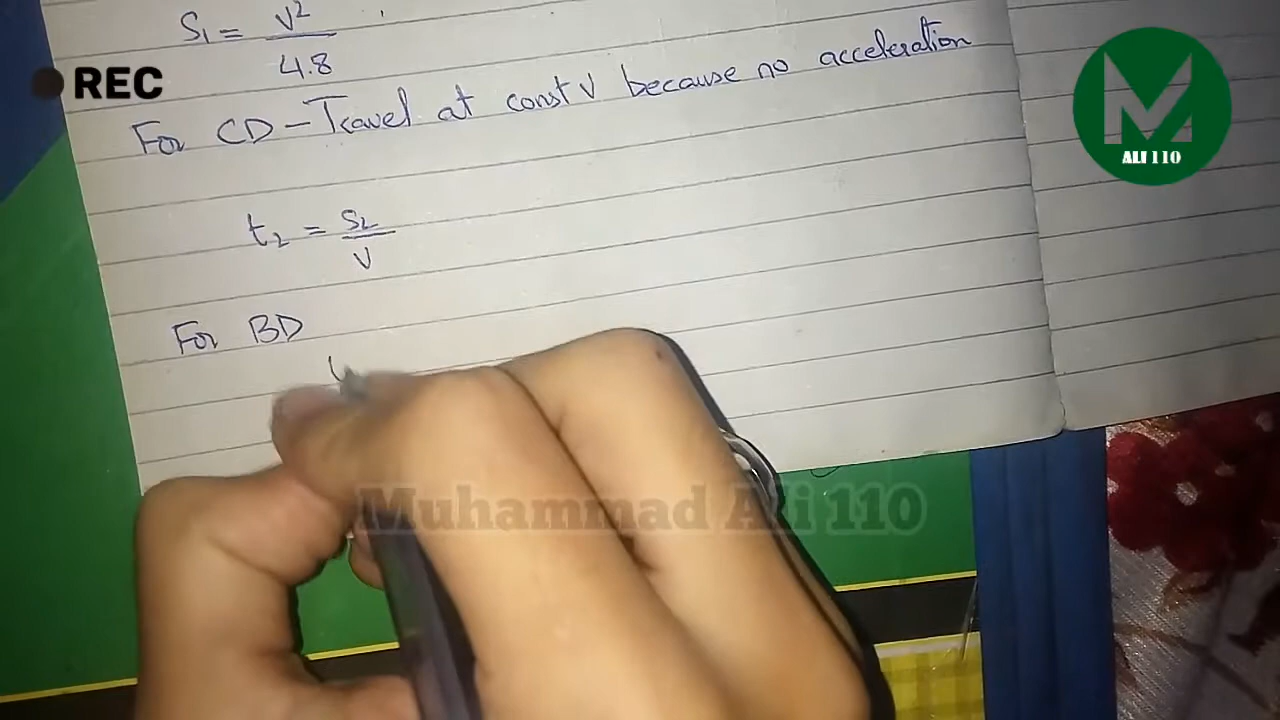 S₁ = V² / 4.8
REC
For CD - Travel at const V because no acceleration
ALI 110
t₂ = S₂ / V
For BD
Muhammad Ali 110